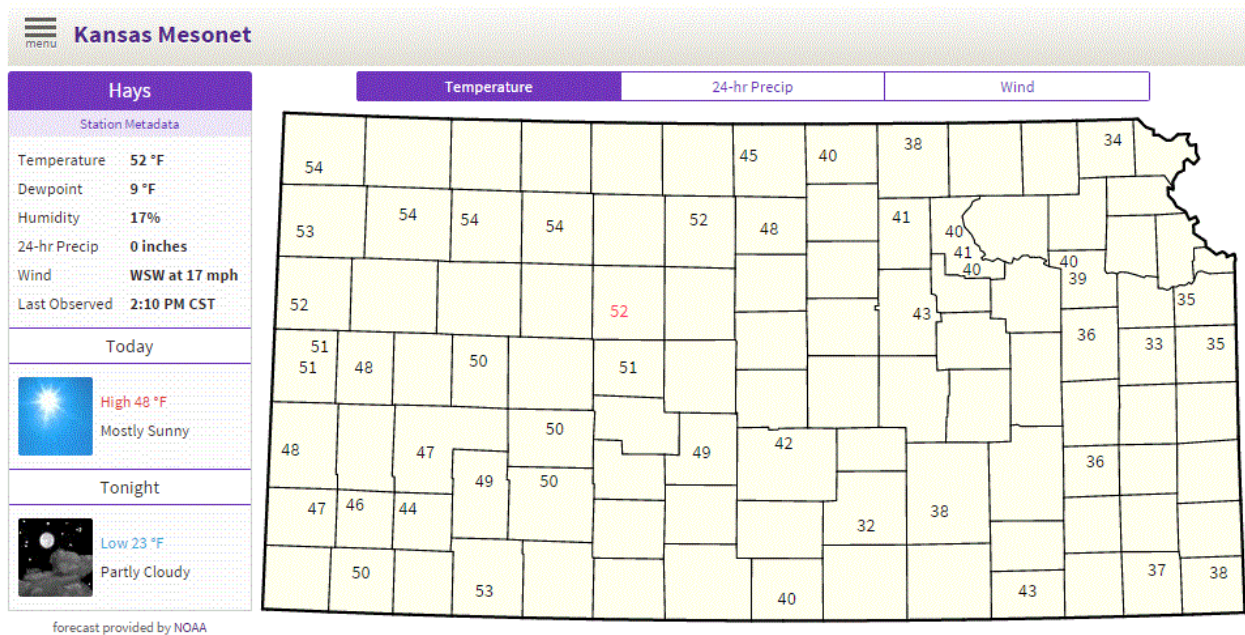 menu
Kansas Mesonet
Hays
Station Metadata
Temperature 52 °F
Dewpoint 9 °F
Humidity 17%
24-hr Precip 0 inches
Wind WSW at 17 mph
Last Observed 2:10 PM CST
Today
High 48 °F
Mostly Sunny
Tonight
Low 23 °F
Partly Cloudy
forecast provided by NOAA
Temperature 24-hr Precip Wind
38 34
54 45 40
54 54 54 52 41
53 48 40
41
40 40
39
52 52 43 35
51 36
51 48 50 51 33 35
50 42
48 47 49 36
49 50
47 46 44 38
32
50 37 38
53 40 43